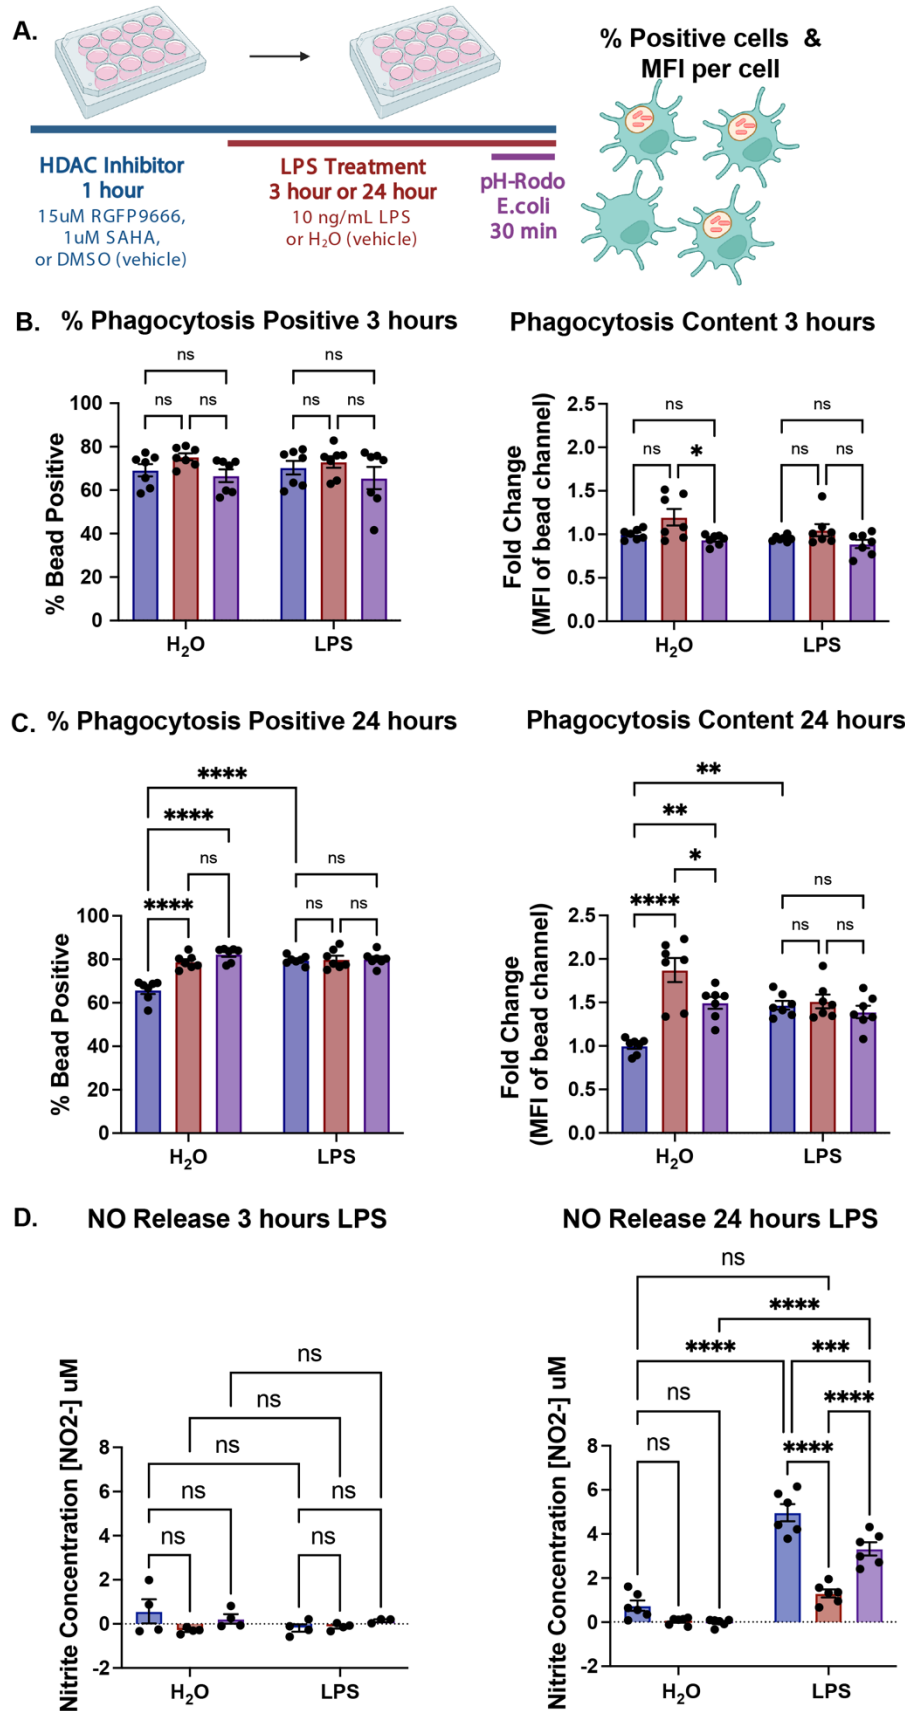 A.
% Positive cells &
MFI per cell
HDAC Inhibitor
1 hour
15uM RGFP9666,
1uM SAHA,
or DMSO (vehicle)
LPS Treatment
3 hour or 24 hour
10 ng/mL LPS
or H₂O (vehicle)
pH-Rodo
E.coli
30 min
B.
% Phagocytosis Positive 3 hours
% Bead Positive
100
80
60
40
20
0
ns
ns
ns
ns
ns
ns
H₂O
LPS
Phagocytosis Content 3 hours
Fold Change
(MFI of bead channel)
2.5
2.0
1.5
1.0
0.5
0.0
ns
ns
*
ns
ns
ns
H₂O
LPS
C.
% Phagocytosis Positive 24 hours
% Bead Positive
100
80
60
40
20
0
****
****
ns
****
ns
ns
ns
H₂O
LPS
Phagocytosis Content 24 hours
Fold Change
(MFI of bead channel)
2.5
2.0
1.5
1.0
0.5
0.0
**
**
*
****
ns
ns
ns
H₂O
LPS
D.
NO Release 3 hours LPS
Nitrite Concentration [NO2-] uM
8
6
4
2
0
-2
ns
ns
ns
ns
ns
ns
ns
H₂O
LPS
NO Release 24 hours LPS
Nitrite Concentration [NO2-] uM
8
6
4
2
0
-2
ns
****
****
***
ns
****
ns
****
H₂O
LPS